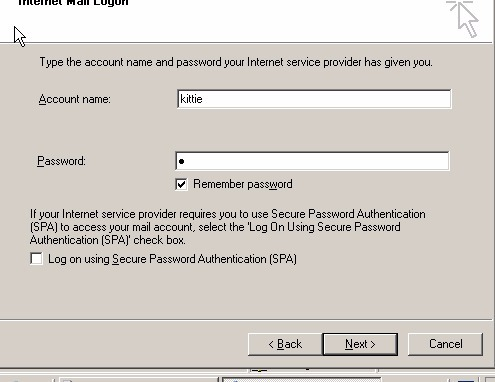 Internet Mail Logon
Type the account name and password your Internet service provider has given you.
Account name:
kittie
Password:
•
Remember password
If your Internet service provider requires you to use Secure Password Authentication
(SPA) to access your mail account, select the 'Log On Using Secure Password
Authentication (SPA)' check box.
Log on using Secure Password Authentication (SPA)
< Back
Next >
Cancel